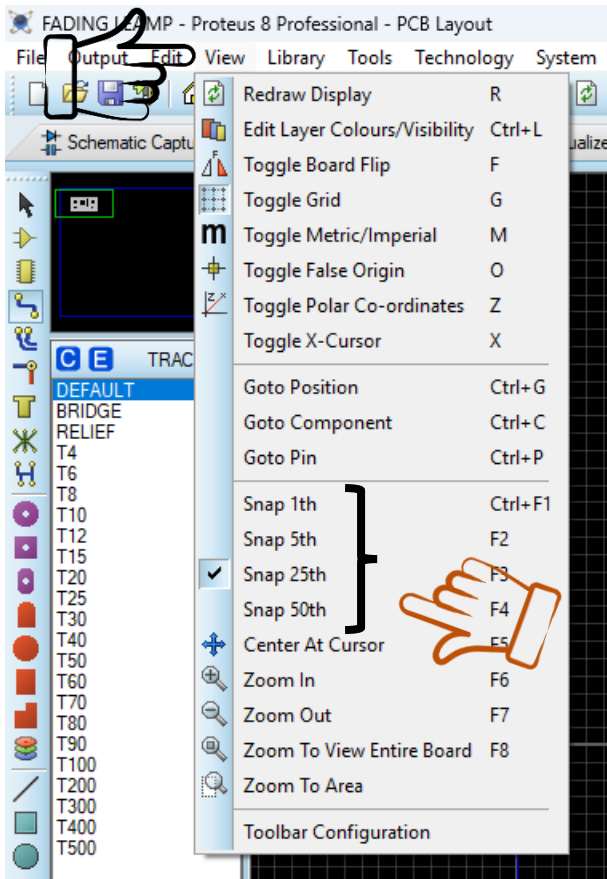 FADING LEAMP - Proteus 8 Professional - PCB Layout
File Output Edit View Library Tools Technology System
Schematic Captu
ualize
Redraw Display R
Edit Layer Colours/Visibility Ctrl+L
Toggle Board Flip F
Toggle Grid G
m Toggle Metric/Imperial M
Toggle False Origin O
Toggle Polar Co-ordinates Z
Toggle X-Cursor X
Goto Position Ctrl+G
Goto Component Ctrl+C
Goto Pin Ctrl+P
Snap 1th Ctrl+F1
Snap 5th F2
Snap 25th F3
Snap 50th F4
Center At Cursor F5
Zoom In F6
Zoom Out F7
Zoom To View Entire Board F8
Zoom To Area
Toolbar Configuration
C E TRAC
DEFAULT
BRIDGE
RELIEF
T4
T6
T8
T10
T12
T15
T20
T25
T30
T40
T50
T60
T70
T80
T90
T100
T200
T300
T400
T500